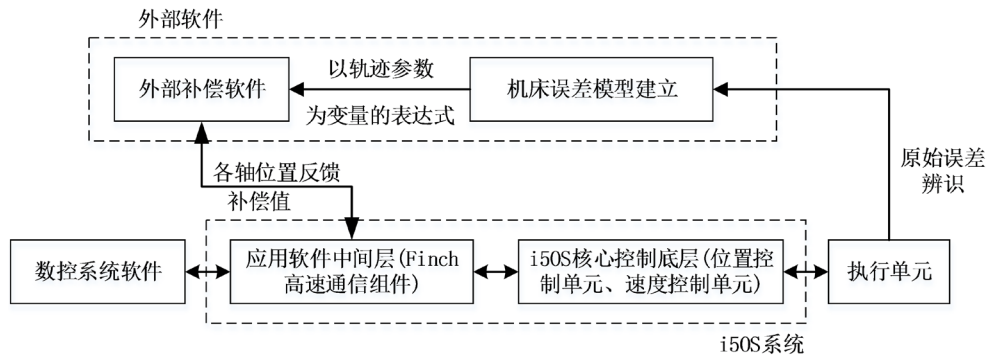 外部软件
外部补偿软件
以轨迹参数
为变量的表达式
机床误差模型建立
原始误差
辨识
各轴位置反馈
补偿值
数控系统软件
应用软件中间层(Finch
高速通信组件)
i5OS核心控制底层(位置控
制单元、速度控制单元)
执行单元
i5OS系统